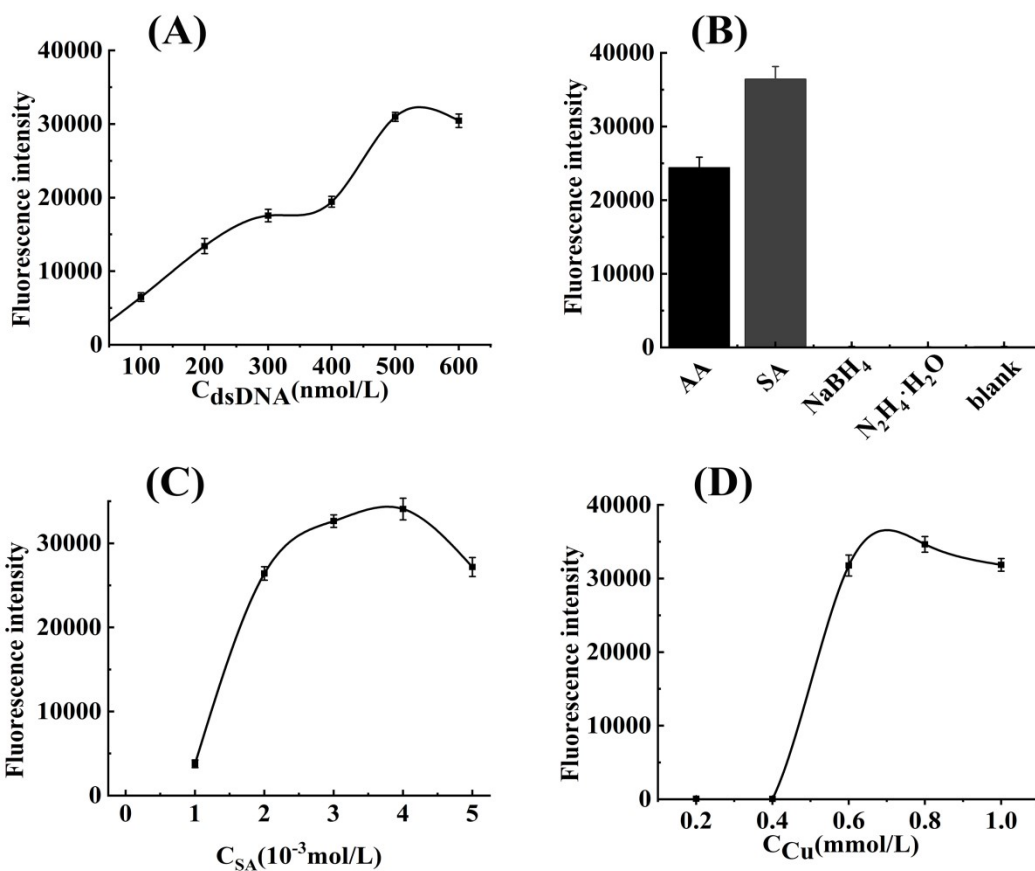 (A)
40000
30000
20000
10000
0
Fluorescence intensity
100 200 300 400 500 600
CdsDNA(nmol/L)
(B)
40000
30000
20000
10000
0
Fluorescence intensity
AA
SA
NaBH₄
N₂H₄·H₂O
blank
(C)
30000
20000
10000
0
Fluorescence intensity
0 1 2 3 4 5
CSA(10⁻³mol/L)
(D)
40000
30000
20000
10000
0
Fluorescence intensity
0.2 0.4 0.6 0.8 1.0
CCu(mmol/L)